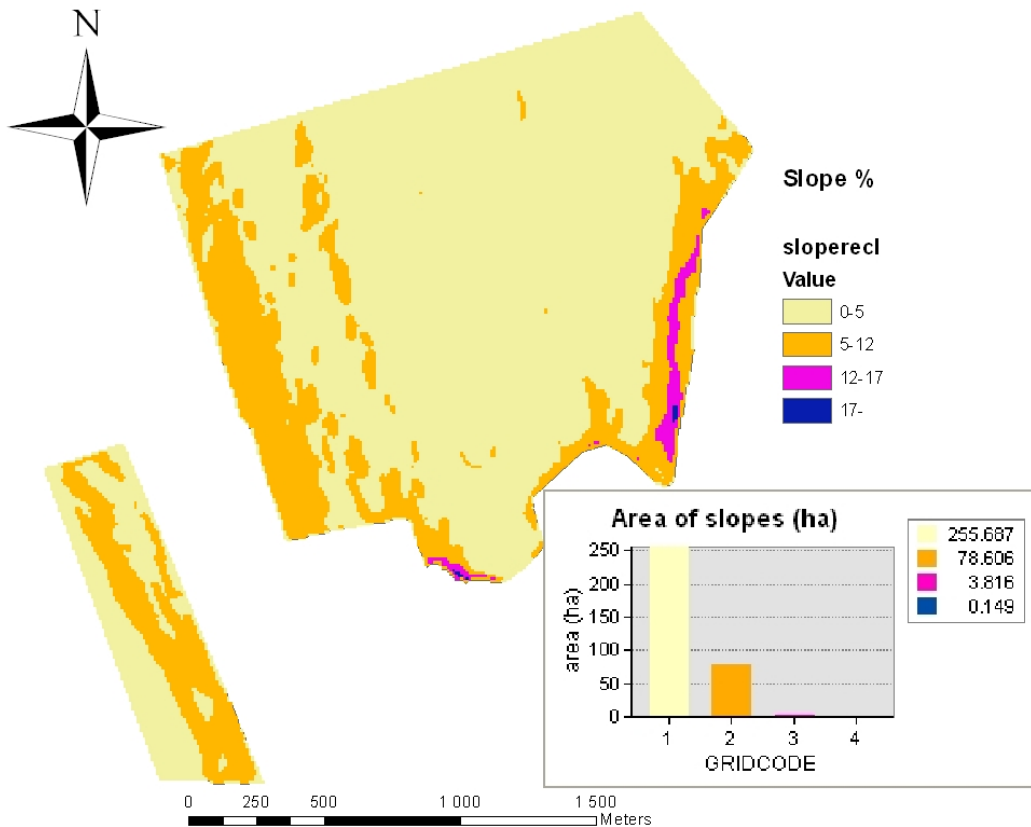 N
Slope %
sloperecl
Value
0-5
5-12
12-17
17-
Area of slopes (ha)
255.687
78.606
3.816
0.149
250
200
150
100
50
0
area (ha)
1 2 3 4
GRIDCODE
0 250 500 1 000 1 500
Meters